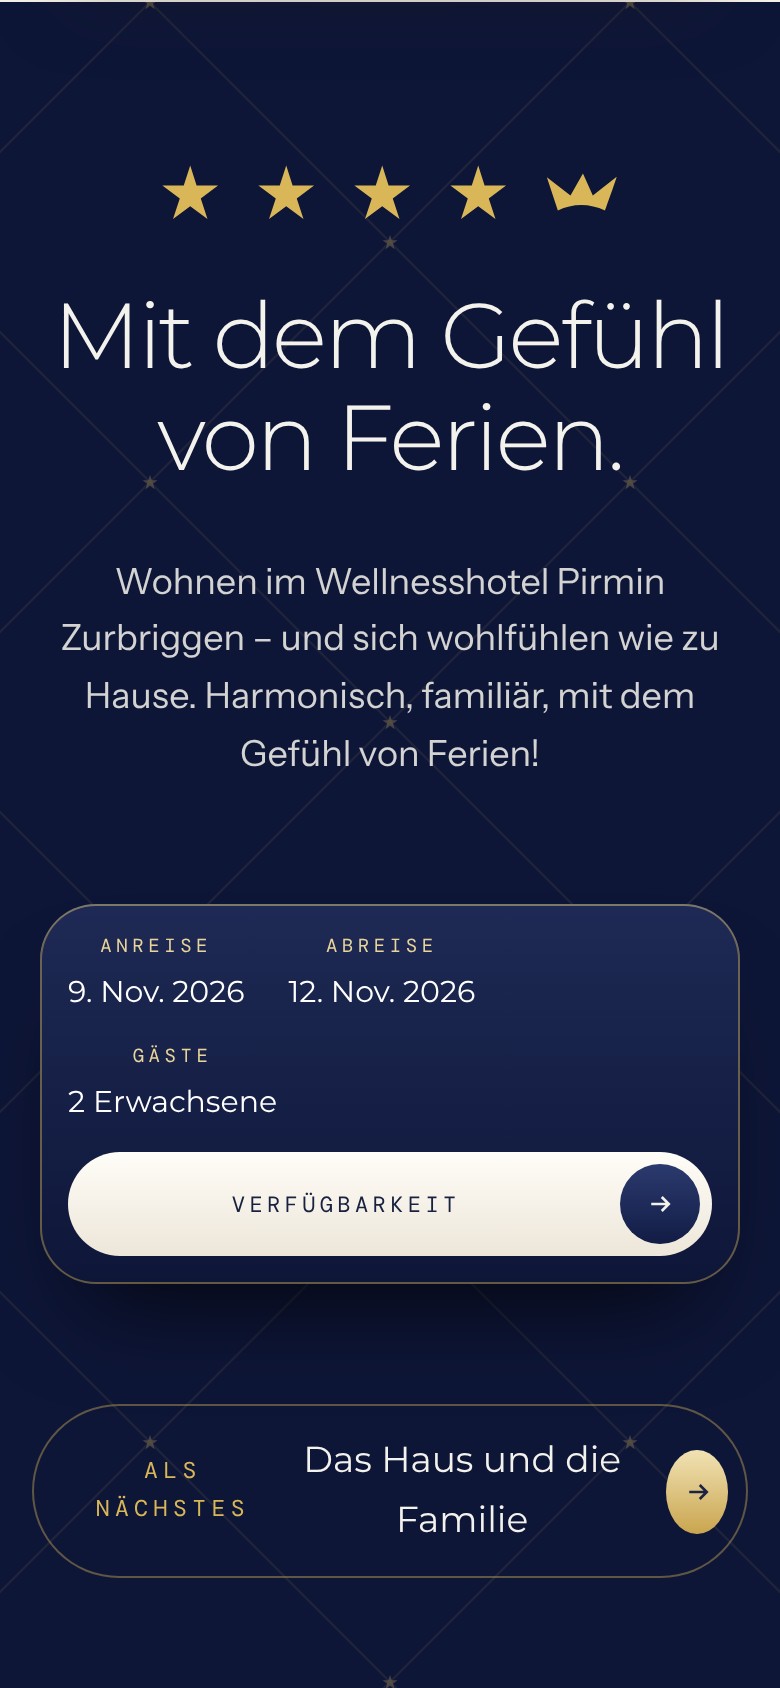 Mit dem Gefühl
von Ferien.
Wohnen im Wellnesshotel Pirmin
Zurbriggen – und sich wohlfühlen wie zu
Hause. Harmonisch, familiär, mit dem
Gefühl von Ferien!
ANREISE
9. Nov. 2026
ABREISE
12. Nov. 2026
GÄSTE
2 Erwachsene
VERFÜGBARKEIT
ALS
NÄCHSTES
Das Haus und die
Familie